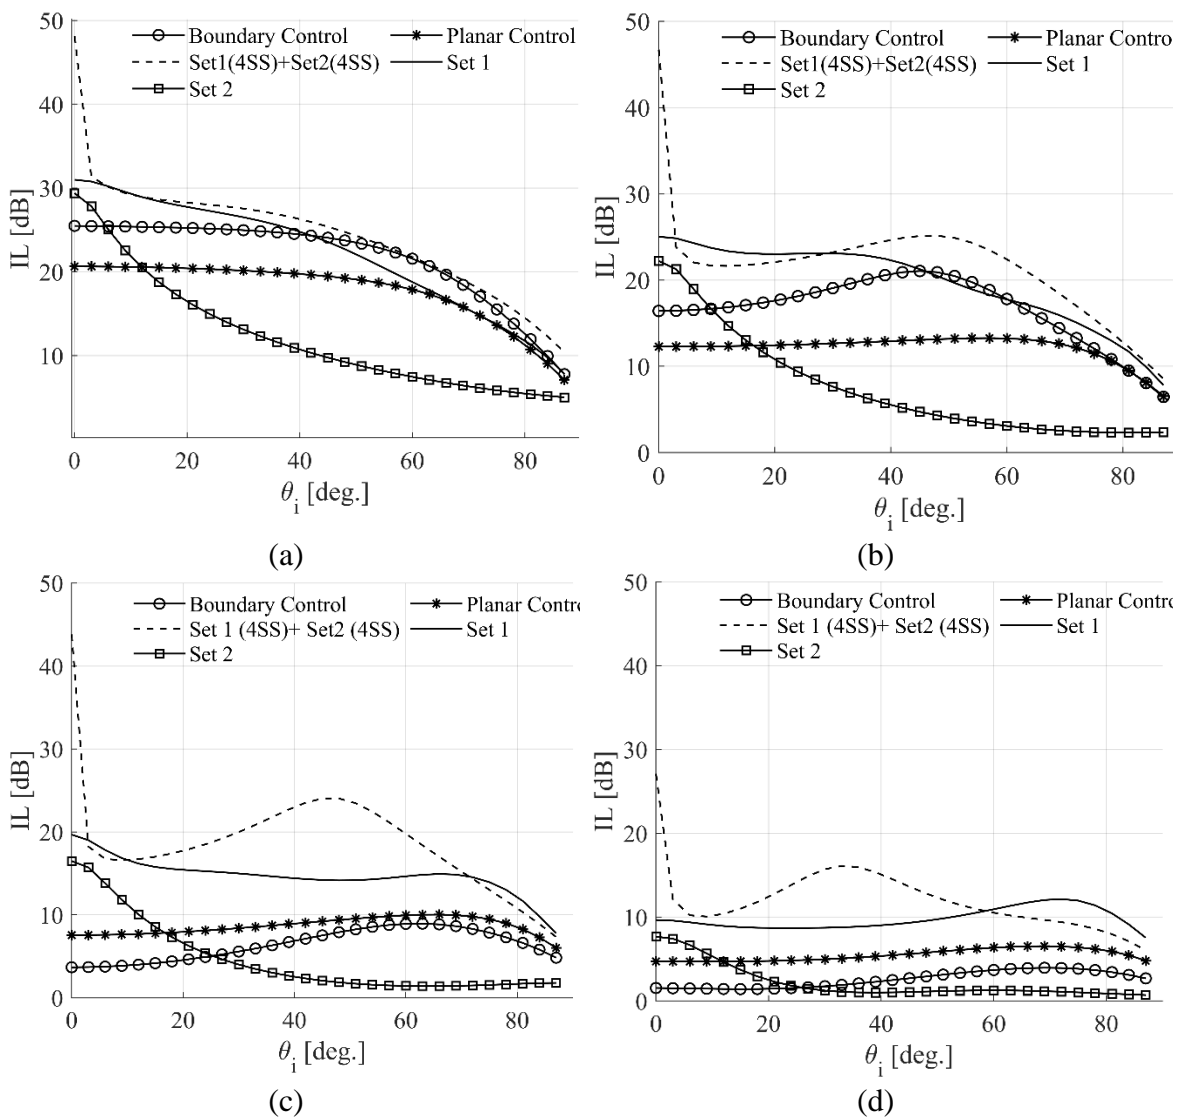 50
40
30
20
10
IL [dB]
Boundary Control
Planar Control
Set1(4SS)+Set2(4SS)
Set 1
Set 2
0 20 40 60 80
θi [deg.]
(a)
50
40
30
20
10
0
IL [dB]
Boundary Control
Planar Contro
Set1(4SS)+Set2(4SS)
Set 1
Set 2
0 20 40 60 80
θi [deg.]
(b)
50
40
30
20
10
0
IL [dB]
Boundary Control
Planar Contr
Set 1 (4SS)+ Set2 (4SS)
Set 1
Set 2
0 20 40 60 80
θi [deg.]
(c)
50
40
30
20
10
0
IL [dB]
Boundary Control
Planar Contr
Set 1 (4SS)+ Set2 (4SS)
Set 1
Set 2
0 20 40 60 80
θi [deg.]
(d)